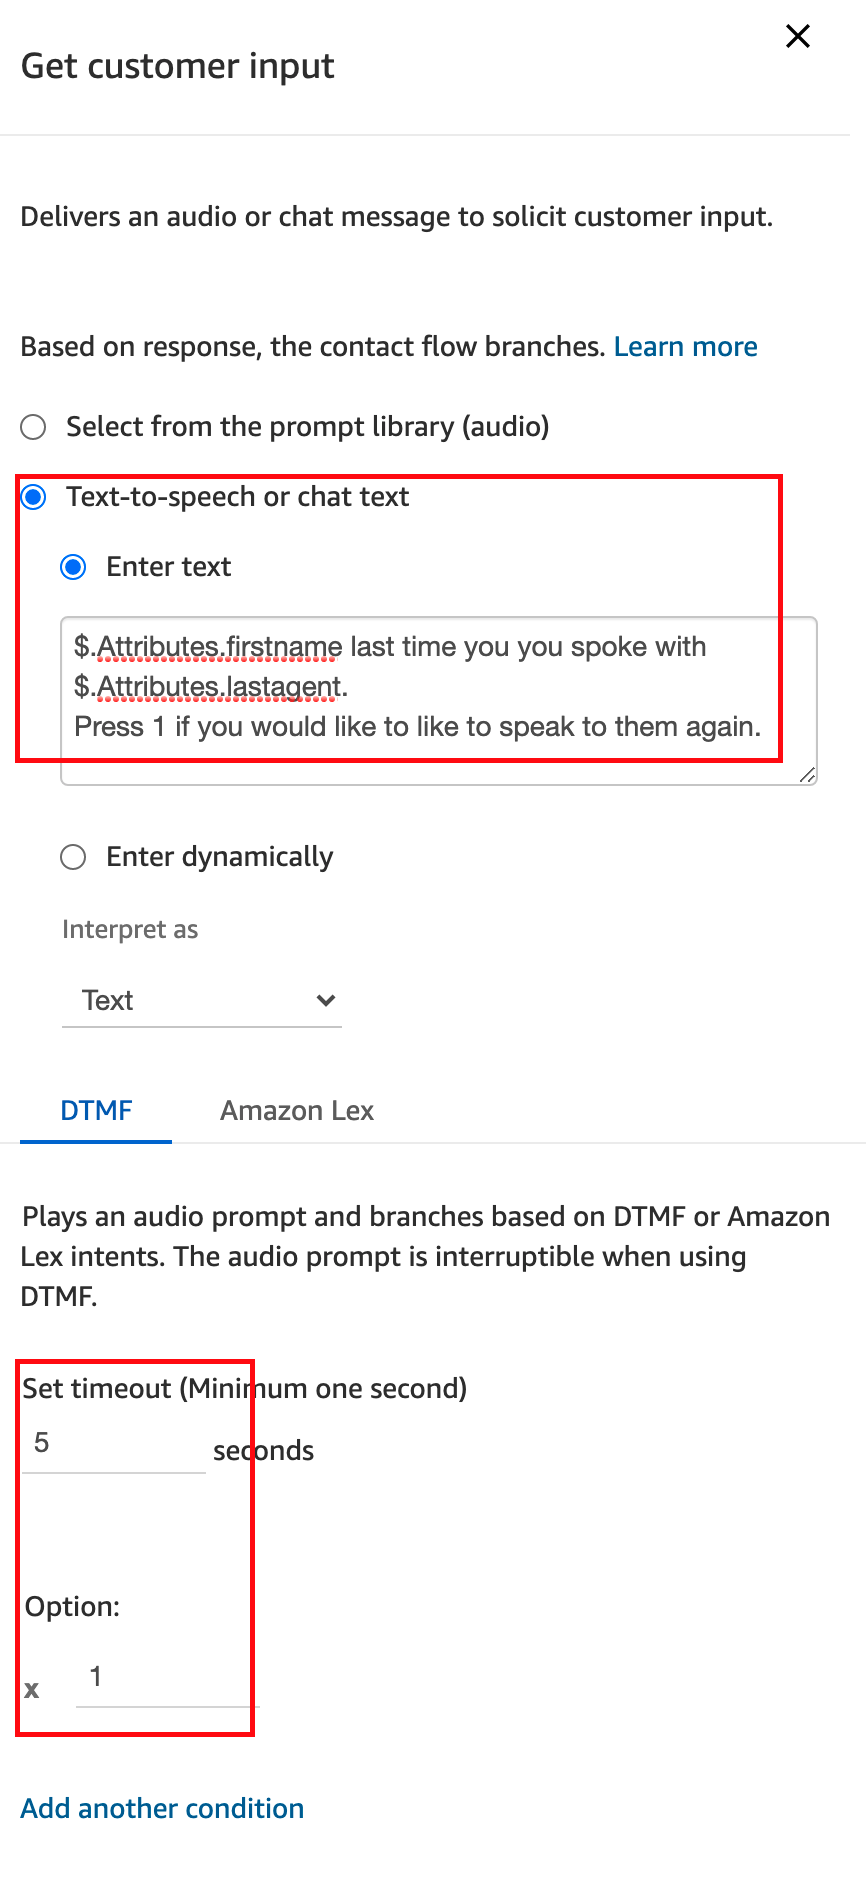 Get customer input
Delivers an audio or chat message to solicit customer input.
Based on response, the contact flow branches. Learn more
Select from the prompt library (audio)
Text-to-speech or chat text
Enter text
$.Attributes.firstname last time you you spoke with
$.Attributes.lastagent.
Press 1 if you would like to like to speak to them again.
Enter dynamically
Interpret as
Text
DTMF Amazon Lex
Plays an audio prompt and branches based on DTMF or Amazon
Lex intents. The audio prompt is interruptible when using
DTMF.
Set timeout (Minimum one second)
5 seconds
Option:
x 1
Add another condition